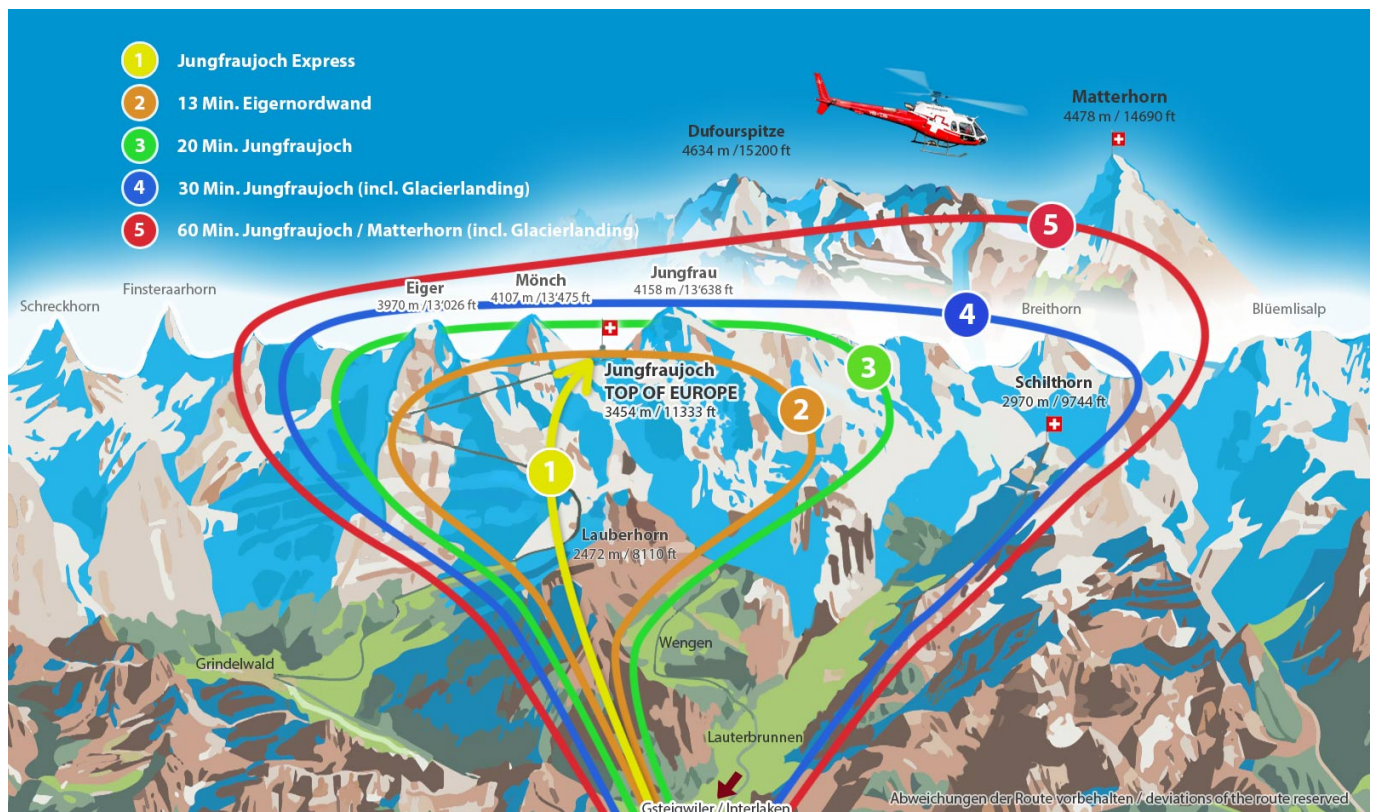 1 Jungfraujoch Express
2 13 Min. Eigernordwand
3 20 Min. Jungfraujoch
4 30 Min. Jungfraujoch (incl. Glacierlanding)
5 60 Min. Jungfraujoch / Matterhorn (incl. Glacierlanding)
Matterhorn
4478 m / 14690 ft
Dufourspitze
4634 m /15200 ft
5
Jungfrau
4158 m /13'638 ft
Mönch
4107 m /13'475 ft
Eiger
3970 m /13'026 ft
Finsteraarhorn
Schreckhorn
4
Breithorn
Blüemlisalp
3
Jungfraujoch
TOP OF EUROPE
3454 m / 11333 ft
Schilthorn
2970 m / 9744 ft
2
1
Lauberhorn
2472 m / 8110 ft
Wengen
Grindelwald
Lauterbrunnen
Gsteigwiler / Interlaken
Abweichungen der Route vorbehalten / deviations of the route reserved